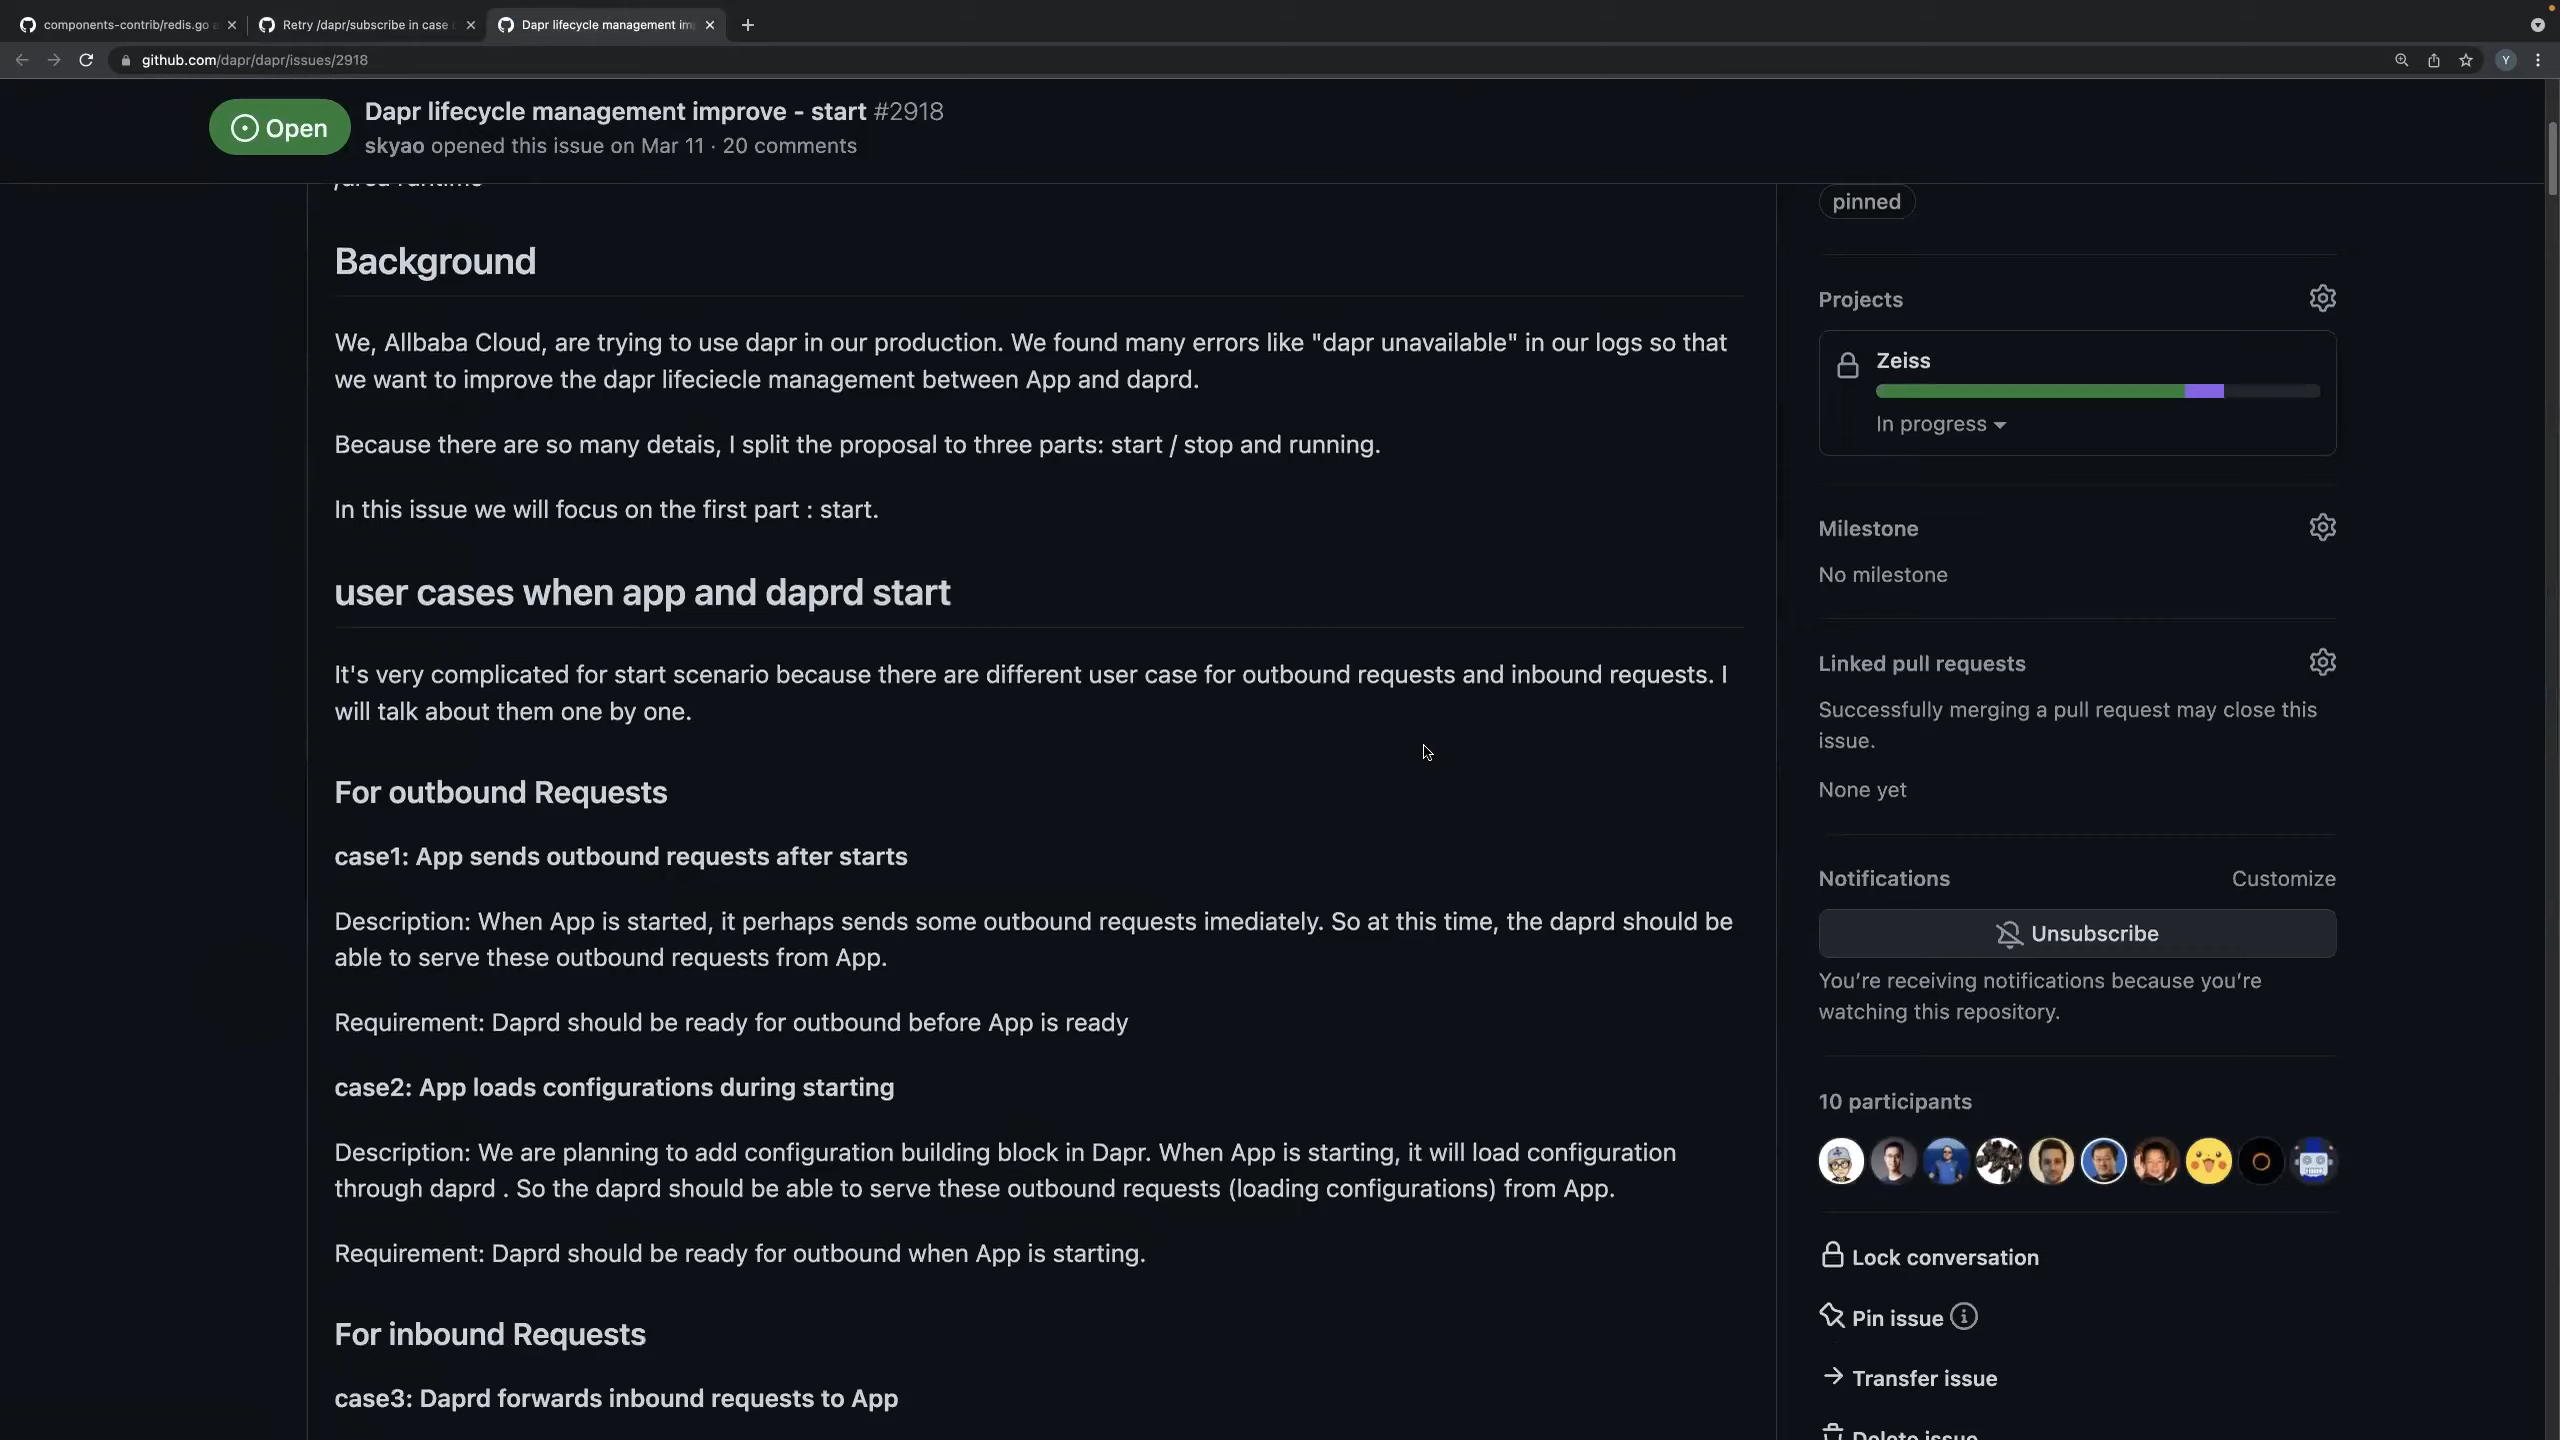 components-contrib/redis.go a
Retry /dapr/subscribe in case
Dapr lifecycle management im
github.com/dapr/dapr/issues/2918
Y
Open
Dapr lifecycle management improve - start #2918
skyao opened this issue on Mar 11 · 20 comments
/area runtime
Background
We, Allbaba Cloud, are trying to use dapr in our production. We found many errors like "dapr unavailable" in our logs so that
we want to improve the dapr lifeciecle management between App and daprd.
Because there are so many detais, I split the proposal to three parts: start / stop and running.
In this issue we will focus on the first part : start.
user cases when app and daprd start
It's very complicated for start scenario because there are different user case for outbound requests and inbound requests. I
will talk about them one by one.
For outbound Requests
case1: App sends outbound requests after starts
Description: When App is started, it perhaps sends some outbound requests imediately. So at this time, the daprd should be
able to serve these outbound requests from App.
Requirement: Daprd should be ready for outbound before App is ready
case2: App loads configurations during starting
Description: We are planning to add configuration building block in Dapr. When App is starting, it will load configuration
through daprd . So the daprd should be able to serve these outbound requests (loading configurations) from App.
Requirement: Daprd should be ready for outbound when App is starting.
For inbound Requests
case3: Daprd forwards inbound requests to App
pinned
Projects
Zeiss
In progress
Milestone
No milestone
Linked pull requests
Successfully merging a pull request may close this
issue.
None yet
Notifications
Customize
Unsubscribe
You're receiving notifications because you're
watching this repository.
10 participants
Lock conversation
Pin issue
Transfer issue
Delete issue